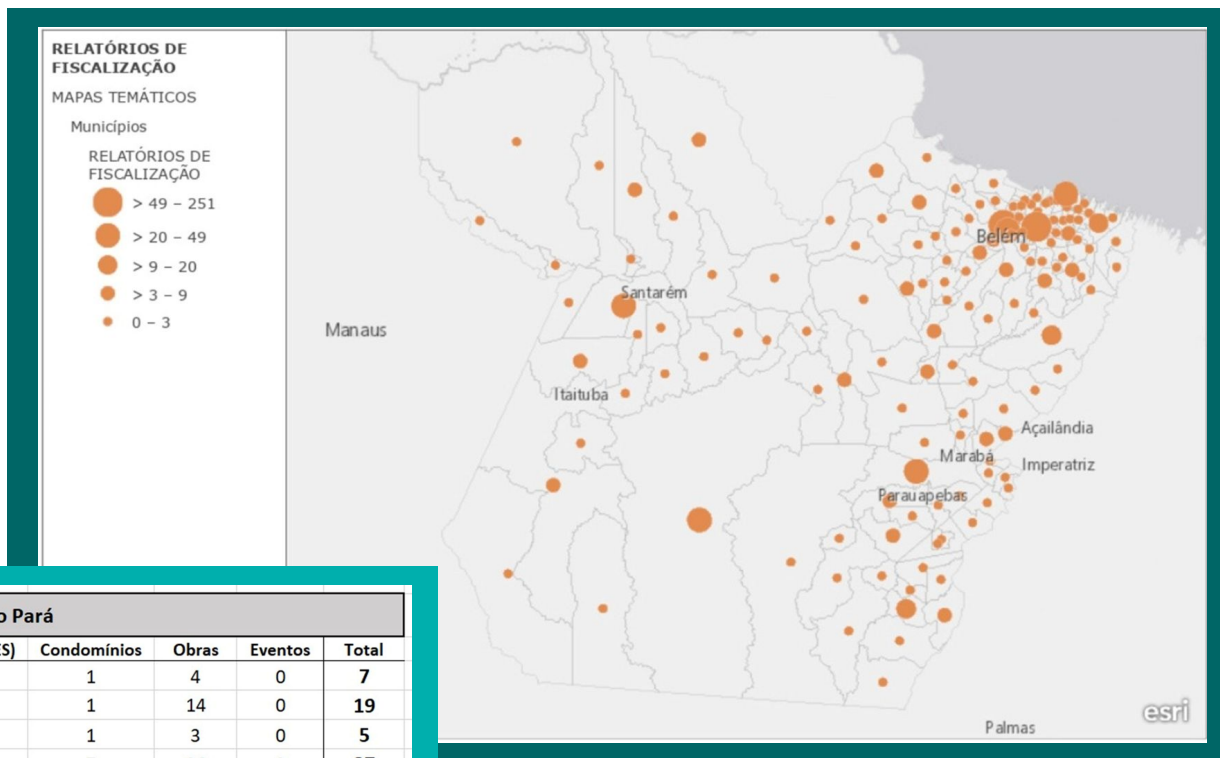 RELATÓRIOS DE
FISCALIZAÇÃO
MAPAS TEMÁTICOS
Municípios
RELATÓRIOS DE
FISCALIZAÇÃO
> 49 – 251
> 20 – 49
> 9 – 20
> 3 – 9
0 – 3
Belém
Santarém
Manaus
Itaituba
Açailândia
Marabá
Imperatriz
Parauapebas
Palmas
esri
o Pará
ES) Condomínios Obras Eventos Total
1 4 0 7
1 14 0 19
1 3 0 5